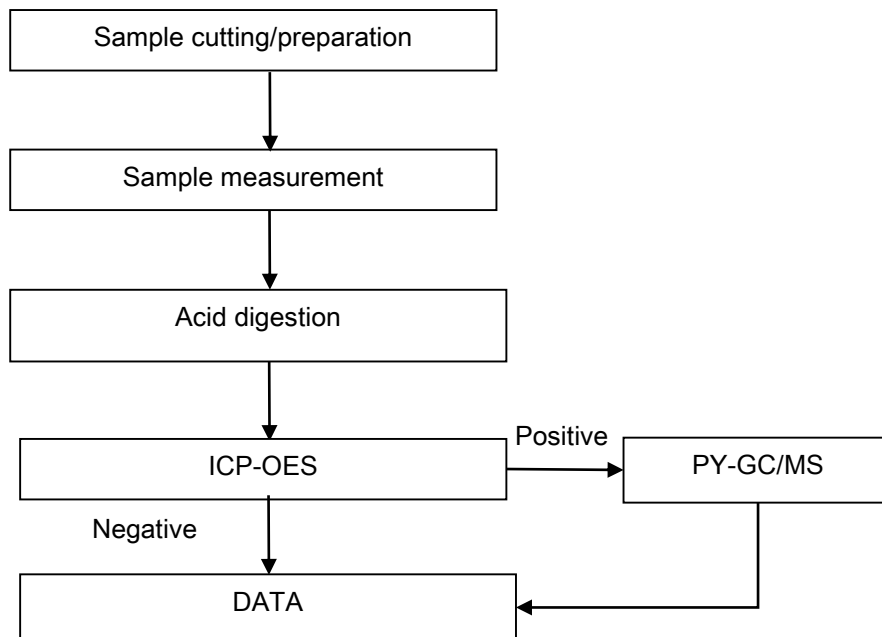 Sample cutting/preparation
Sample measurement
Acid digestion
Positive
ICP-OES
PY-GC/MS
Negative
DATA